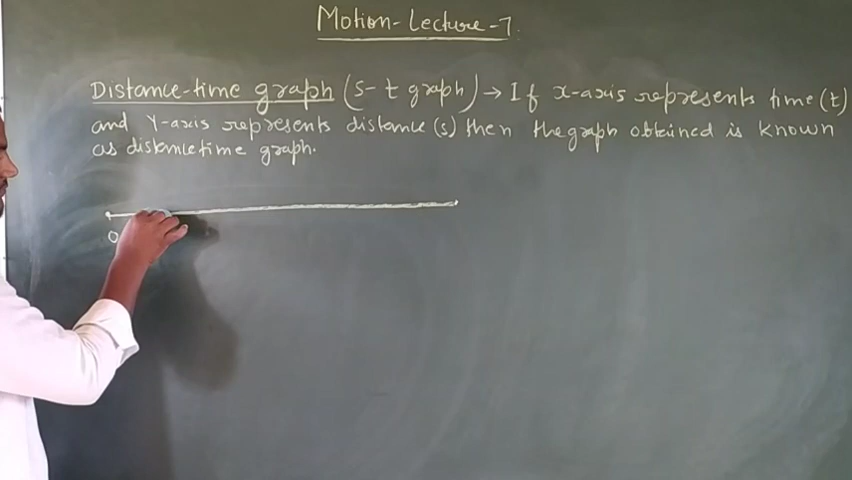 Motion-Lecture-7.
Distance-time graph (s-t graph) → If x-axis represents time (t)
and Y-axis represents distance (s) then the graph obtained is known
as distance time graph.
O